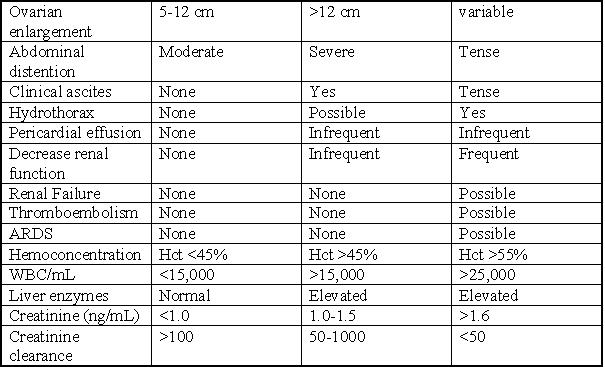 Ovarian enlargement 5-12 cm >12 cm variable
Abdominal distention Moderate Severe Tense
Clinical ascites None Yes Tense
Hydrothorax None Possible Yes
Pericardial effusion None Infrequent Infrequent
Decrease renal function None Infrequent Frequent
Renal Failure None None Possible
Thromboembolism None None Possible
ARDS None None Possible
Hemoconcentration Hct <45% Hct >45% Hct >55%
WBC/mL <15,000 >15,000 >25,000
Liver enzymes Normal Elevated Elevated
Creatinine (ng/mL) <1.0 1.0-1.5 >1.6
Creatinine clearance >100 50-1000 <50